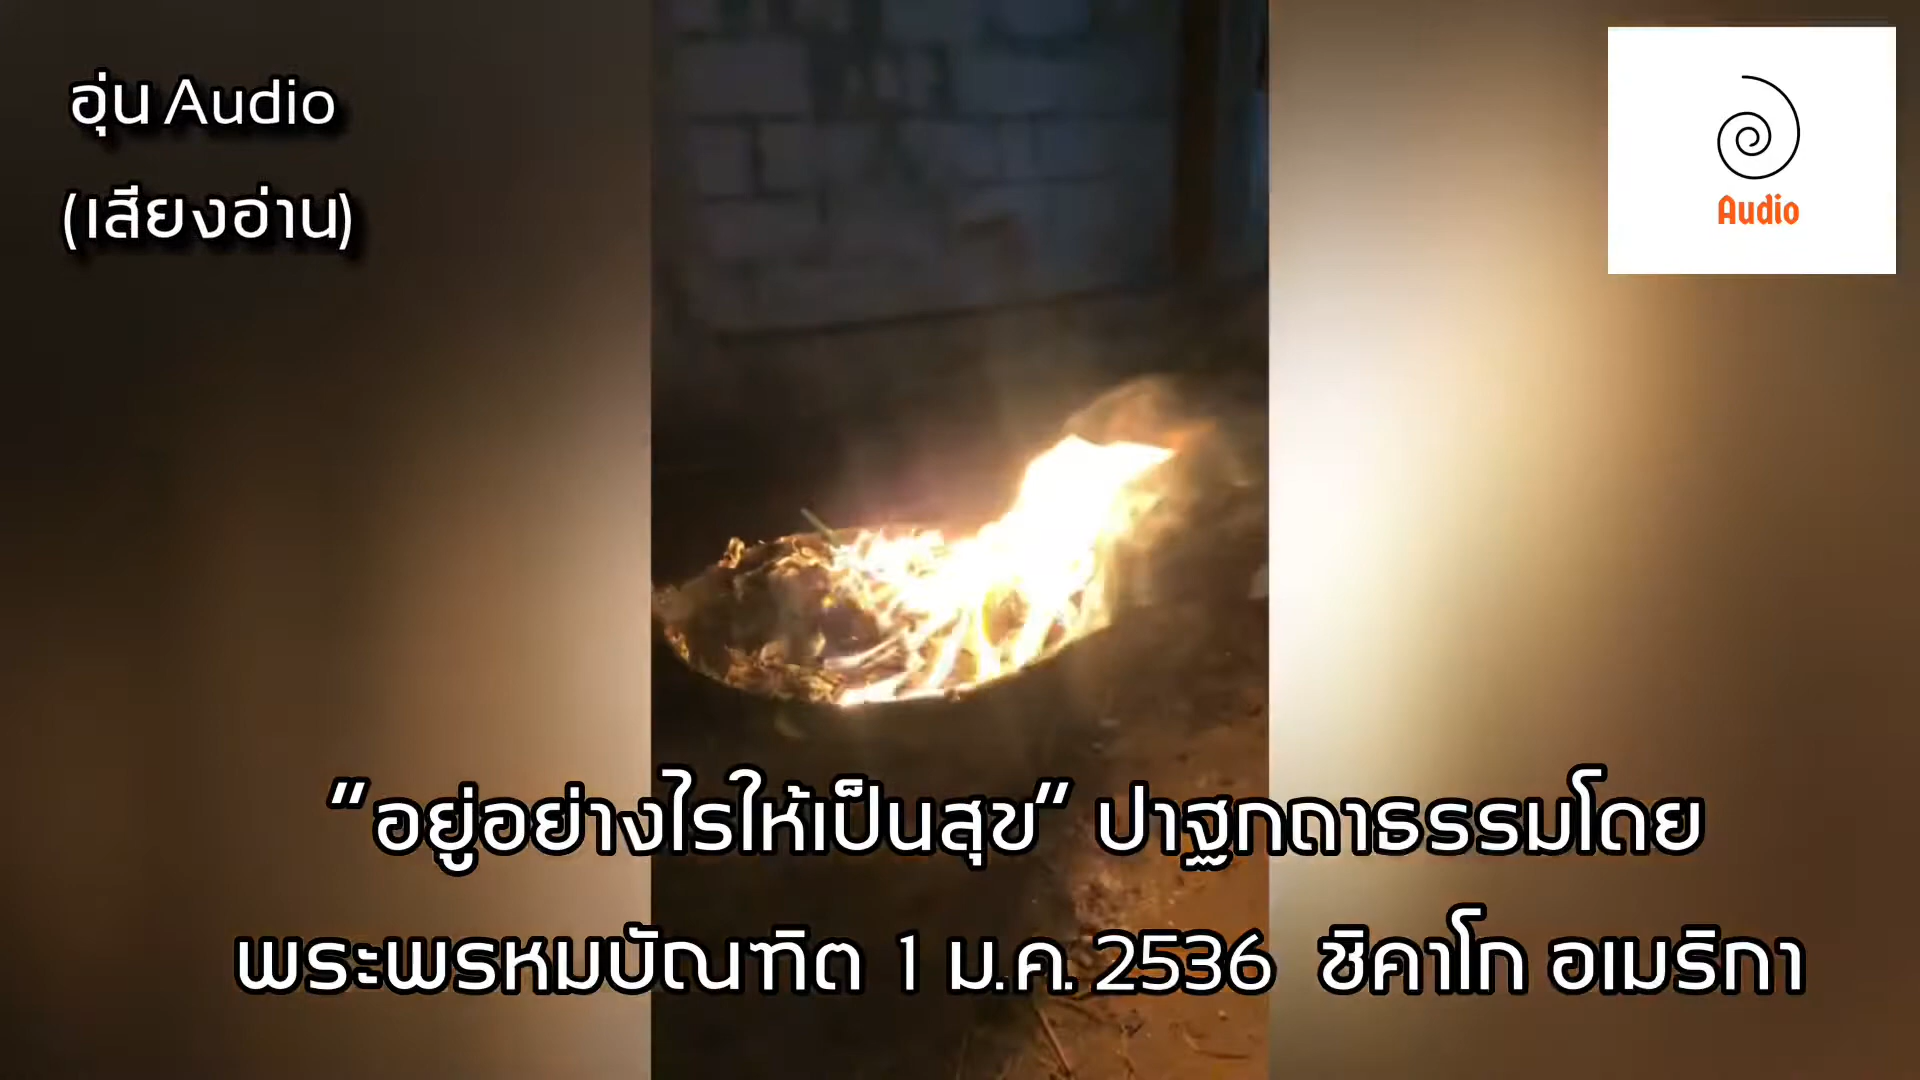 อุ่น Audio
(เสียงอ่าน)
Audio
“อยู่อย่างไรให้เป็นสุข” ปาฐกถาธรรมโดย
พระพรหมบัณฑิต 1 ม.ค. 2536 ชิคาโก อเมริกา